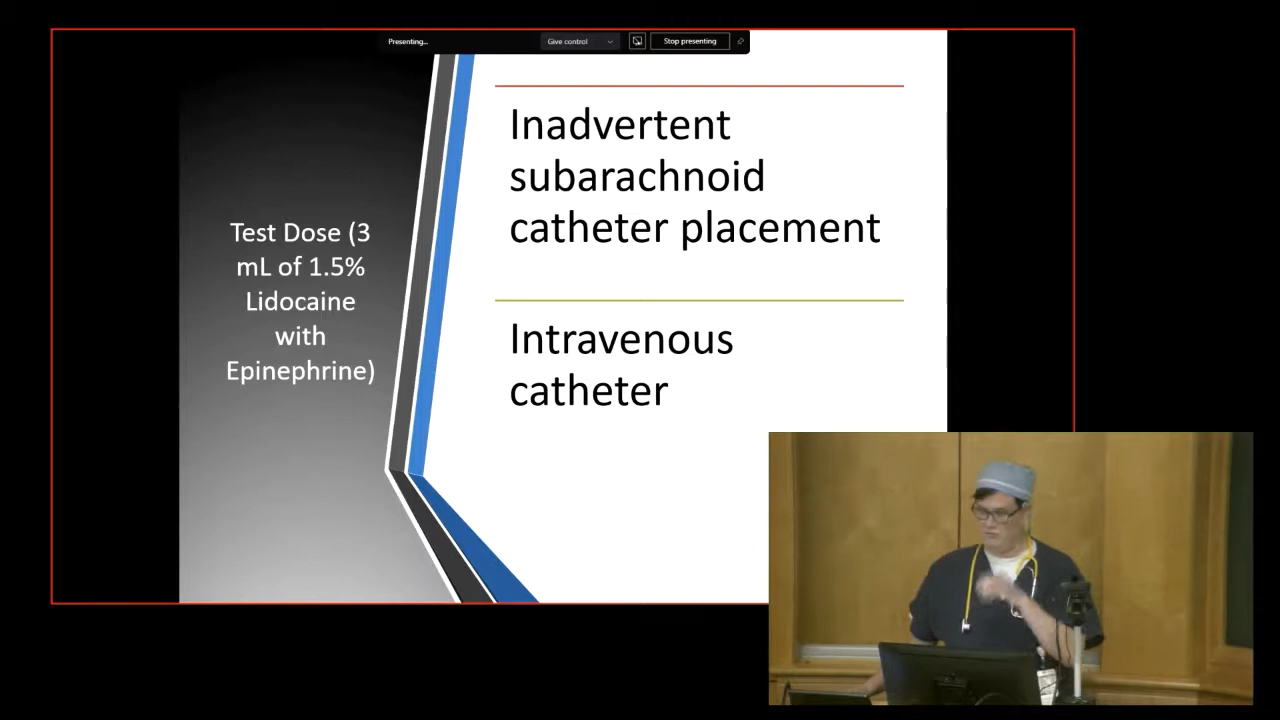 Presenting...
Give control
Stop presenting
Test Dose (3
mL of 1.5%
Lidocaine
with
Epinephrine)
Inadvertent
subarachnoid
catheter placement
Intravenous
catheter